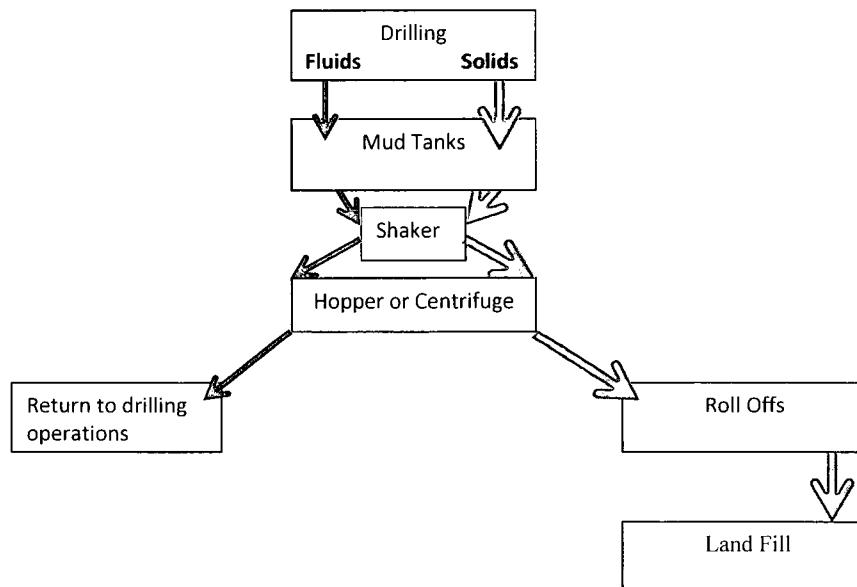 Drilling
Fluids Solids
Mud Tanks
Shaker
Hopper or Centrifuge
Return to drilling
operations
Roll Offs
Land Fill